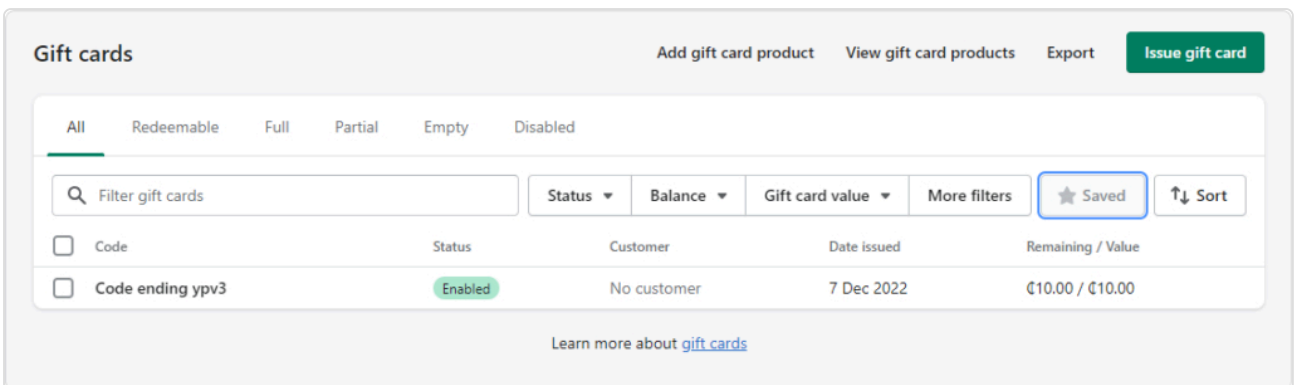 Gift cards Add gift card product View gift card products Export Issue gift card
All Redeemable Full Partial Empty Disabled
Filter gift cards Status Balance Gift card value More filters Saved Sort
Code Status Customer Date issued Remaining / Value
Code ending ypv3 Enabled No customer 7 Dec 2022 ₡10.00 / ₡10.00
Learn more about gift cards